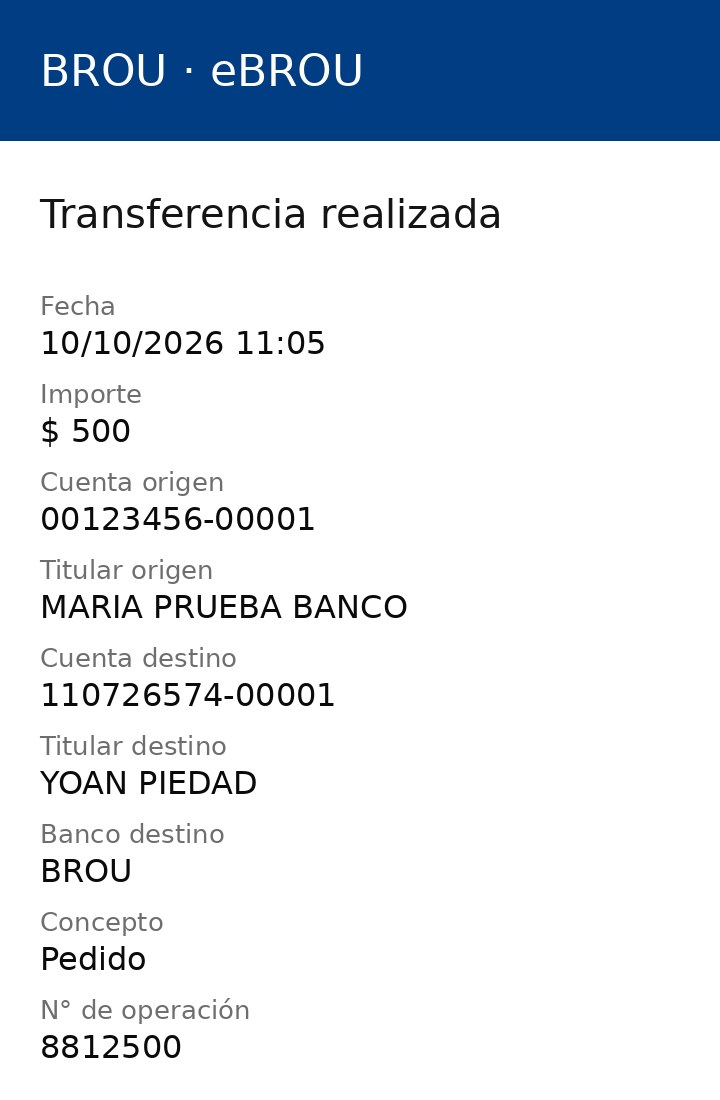 BROU · eBROU
Transferencia realizada
Fecha
10/10/2026 11:05
Importe
$ 500
Cuenta origen
00123456-00001
Titular origen
MARIA PRUEBA BANCO
Cuenta destino
110726574-00001
Titular destino
YOAN PIEDAD
Banco destino
BROU
Concepto
Pedido
N° de operación
8812500